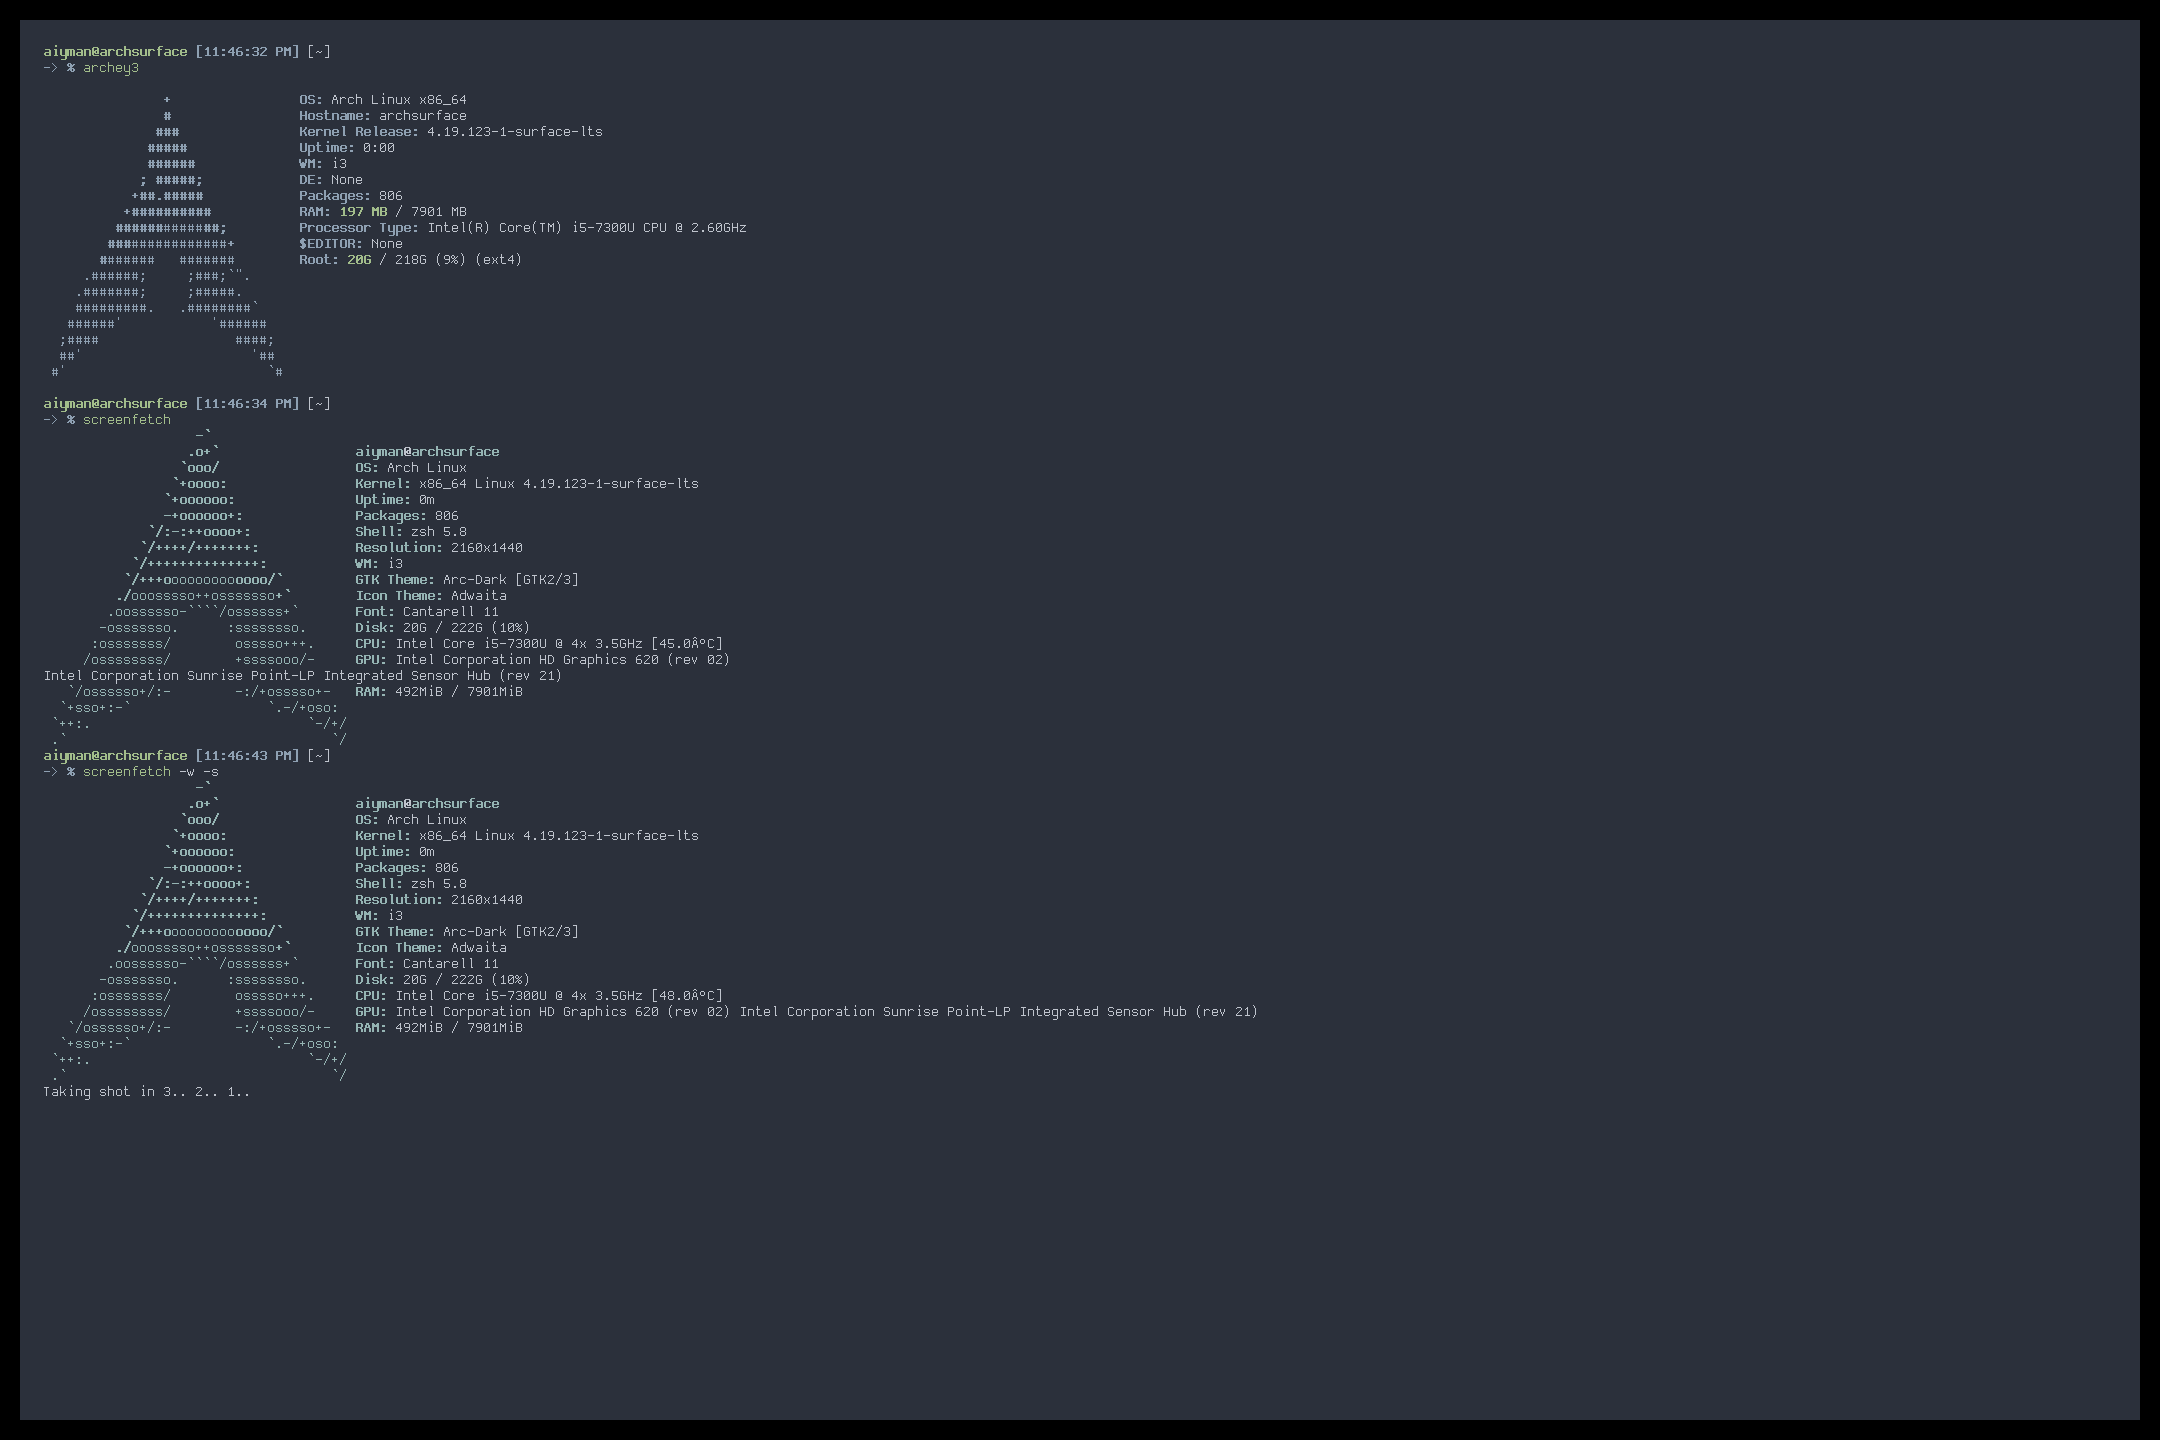 aiyman@archsurface [11:46:32 PM] [~]
-> % archey3
               +                OS: Arch Linux x86_64
               #                Hostname: archsurface
              ###               Kernel Release: 4.19.123-1-surface-lts
             #####              Uptime: 0:00
             ######             WM: i3
            ; #####;            DE: None
           +##.#####            Packages: 806
          +##########           RAM: 197 MB / 7901 MB
         #############;         Processor Type: Intel(R) Core(TM) i5-7300U CPU @ 2.60GHz
        ###############+        $EDITOR: None
       #######   #######        Root: 20G / 218G (9%) (ext4)
     .######;     ;###;`".
    .#######;     ;#####.
    #########.   .########`
   ######'           '######
  ;####                 ####;
  ##'                     '##
 #'                         `#
aiyman@archsurface [11:46:34 PM] [~]
-> % screenfetch
                   -`
                  .o+`                 aiyman@archsurface
                 `ooo/                 OS: Arch Linux
                `+oooo:                Kernel: x86_64 Linux 4.19.123-1-surface-lts
               `+oooooo:               Uptime: 0m
               -+oooooo+:              Packages: 806
             `/:-:++oooo+:             Shell: zsh 5.8
            `/++++/+++++++:            Resolution: 2160x1440
           `/++++++++++++++:           WM: i3
          `/+++ooooooooooooo/`         GTK Theme: Arc-Dark [GTK2/3]
         ./ooosssso++osssssso+`        Icon Theme: Adwaita
        .oossssso-````/ossssss+`       Font: Cantarell 11
       -osssssso.      :ssssssso.      Disk: 20G / 222G (10%)
      :osssssss/        osssso+++.     CPU: Intel Core i5-7300U @ 4x 3.5GHz [45.0Â°C]
     /ossssssss/        +ssssooo/-     GPU: Intel Corporation HD Graphics 620 (rev 02)
Intel Corporation Sunrise Point-LP Integrated Sensor Hub (rev 21)
   `/ossssso+/:-        -:/+osssso+-   RAM: 492MiB / 7901MiB
  `+sso+:-`                 `.-/+oso:
 `++:.                           `-/+/
 .`                                 `/
aiyman@archsurface [11:46:43 PM] [~]
-> % screenfetch -w -s
                   -`
                  .o+`                 aiyman@archsurface
                 `ooo/                 OS: Arch Linux
                `+oooo:                Kernel: x86_64 Linux 4.19.123-1-surface-lts
               `+oooooo:               Uptime: 0m
               -+oooooo+:              Packages: 806
             `/:-:++oooo+:             Shell: zsh 5.8
            `/++++/+++++++:            Resolution: 2160x1440
           `/++++++++++++++:           WM: i3
          `/+++ooooooooooooo/`         GTK Theme: Arc-Dark [GTK2/3]
         ./ooosssso++osssssso+`        Icon Theme: Adwaita
        .oossssso-````/ossssss+`       Font: Cantarell 11
       -osssssso.      :ssssssso.      Disk: 20G / 222G (10%)
      :osssssss/        osssso+++.     CPU: Intel Core i5-7300U @ 4x 3.5GHz [48.0Â°C]
     /ossssssss/        +ssssooo/-     GPU: Intel Corporation HD Graphics 620 (rev 02) Intel Corporation Sunrise Point-LP Integrated Sensor Hub (rev 21)
   `/ossssso+/:-        -:/+osssso+-   RAM: 492MiB / 7901MiB
  `+sso+:-`                 `.-/+oso:
 `++:.                           `-/+/
 .`                                 `/
Taking shot in 3.. 2.. 1..